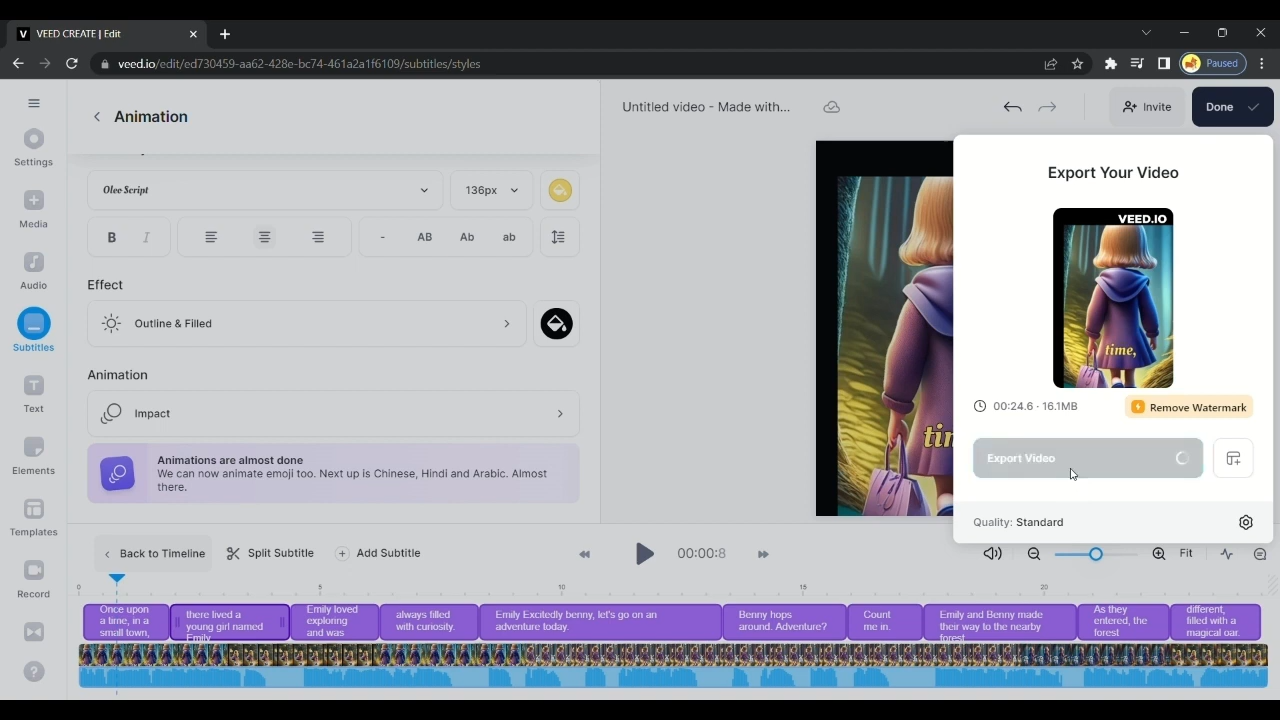 VEED CREATE | Edit
veed.io/edit/ed730459-aa62-428e-bc74-461a2a1f6109/subtitles/styles
Paused
Animation
Untitled video - Made with...
Invite
Done
Settings
Media
Audio
Subtitles
Text
Elements
Templates
Record
Oleo Script
136px
B I
- AB Ab ab
Effect
Outline & Filled
Animation
Impact
Animations are almost done
We can now animate emoji too. Next up is Chinese, Hindi and Arabic. Almost
there.
tin
Export Your Video
VEED.IO
time,
00:24.6 · 16.1MB
Remove Watermark
Export Video
Quality: Standard
Back to Timeline
Split Subtitle
Add Subtitle
00:00:8
Fit
0 5 10 15 20
Once upon
a time, in a
small town,
there lived a
young girl named
Emily
Emily loved
exploring
and was
always filled
with curiosity.
Emily Excitedly benny, let's go on an
adventure today.
Benny hops
around. Adventure?
Count
me in.
Emily and Benny made
their way to the nearby
forest
As they
entered, the
forest
different,
filled with a
magical oar.